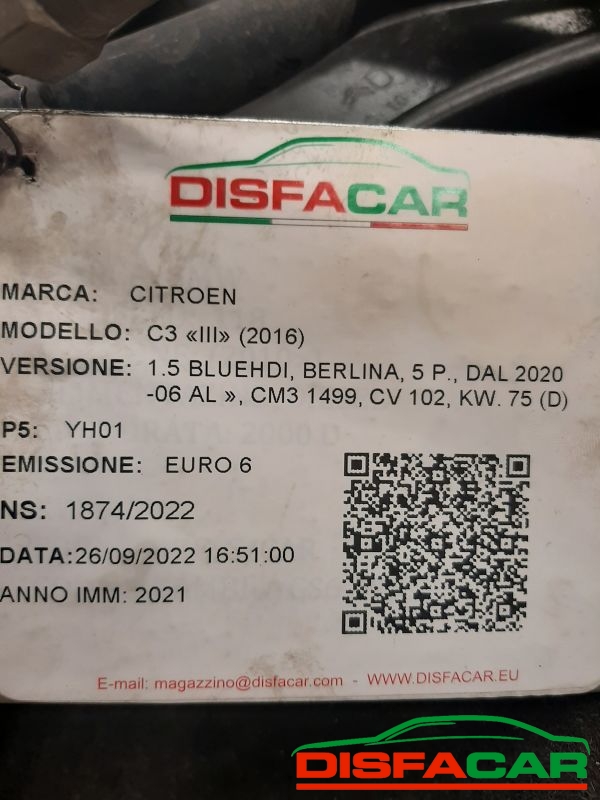 DISFACAR
MARCA: CITROEN
MODELLO: C3 «III» (2016)
VERSIONE: 1.5 BLUEHDI, BERLINA, 5 P., DAL 2020
-06 AL », CM3 1499, CV 102, KW. 75 (D)
P5: YH01
EMISSIONE: EURO 6
NS: 1874/2022
DATA:26/09/2022 16:51:00
ANNO IMM: 2021
E-mail: magazzino@disfacar.com - WWW.DISFACAR.EU
DISFACAR